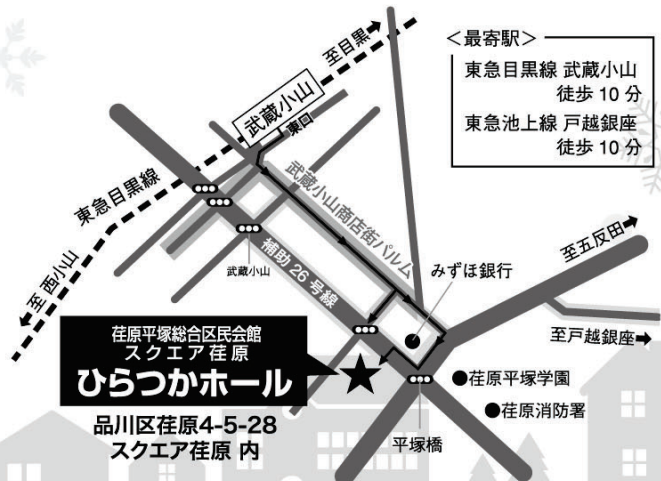 至目黒
＜最寄駅＞
東急目黒線 武蔵小山
徒歩 10 分
東急池上線 戸越銀座
徒歩 10 分
武蔵小山
東口
東急目黒線
武蔵小山商店街パルム
至 西小山
武蔵小山
補助 26 号線
みずほ銀行
至五反田
至戸越銀座
荏原平塚総合区民会館
スクエア荏原
ひらつかホール
品川区荏原4-5-28
スクエア荏原 内
●荏原平塚学園
●荏原消防署
平塚橋